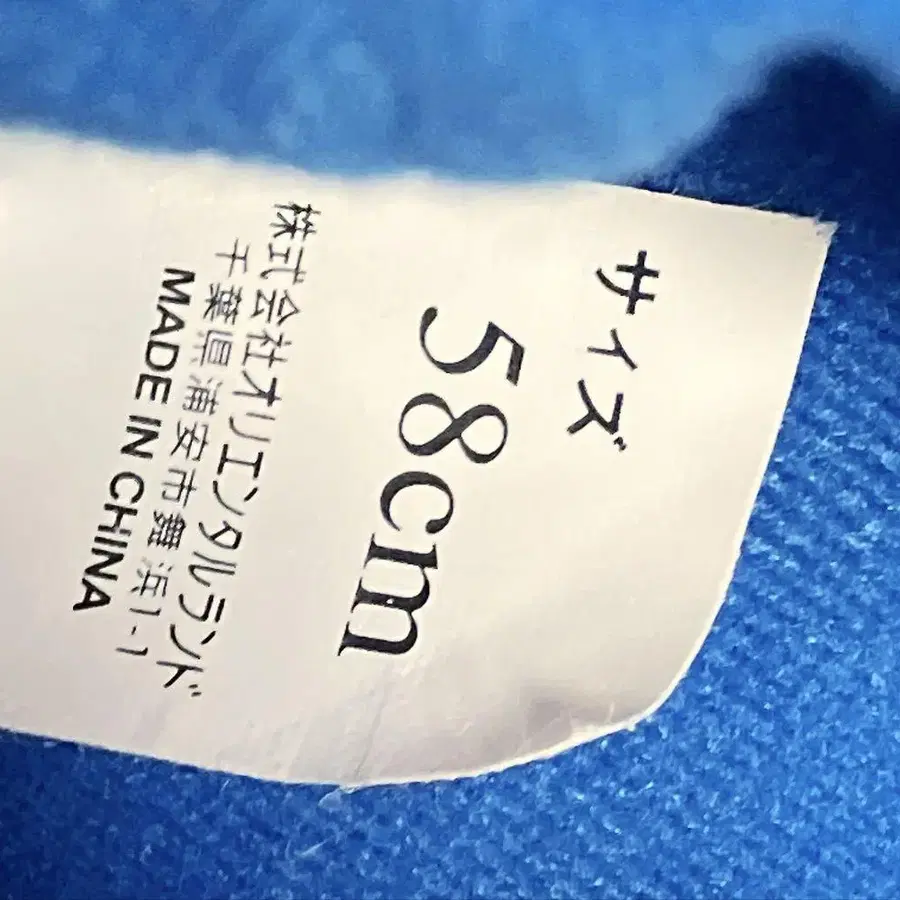 サイズ
58cm
株式会社オリエンタルランド
千葉県浦安市舞浜1-1
MADE IN CHINA